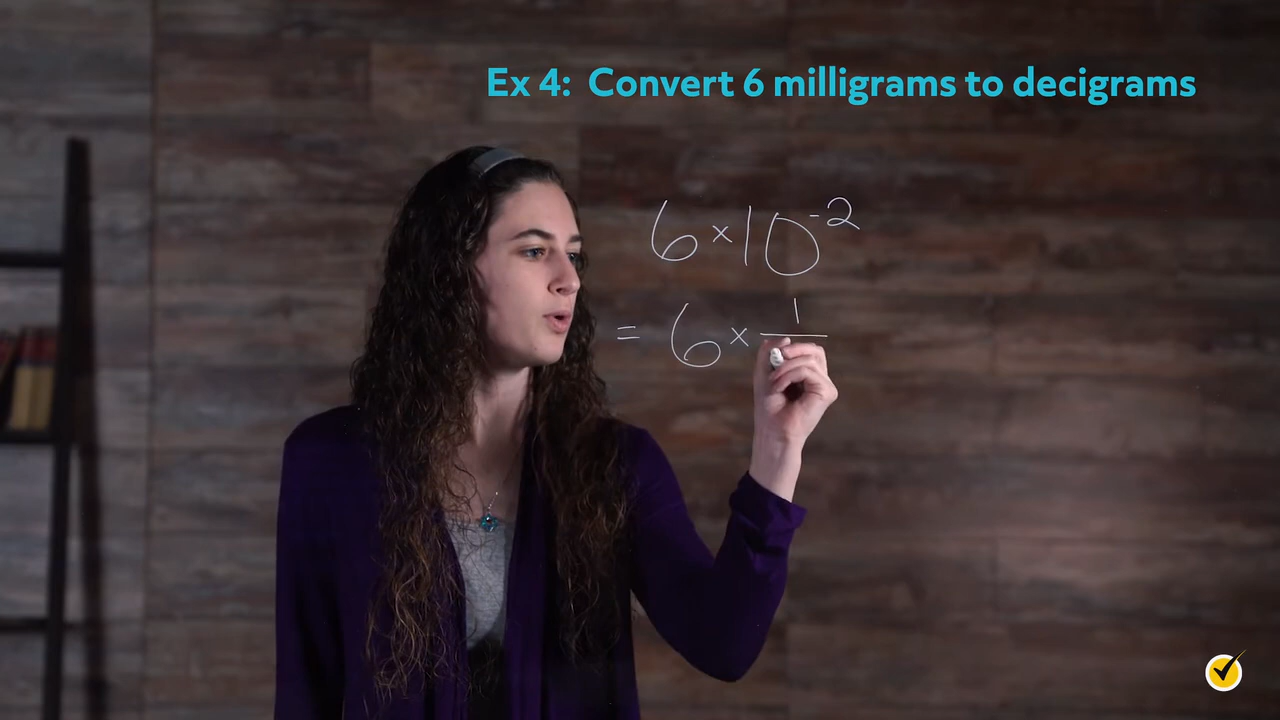 Ex 4: Convert 6 milligrams to decigrams
6 × 10⁻²
= 6 × 1/